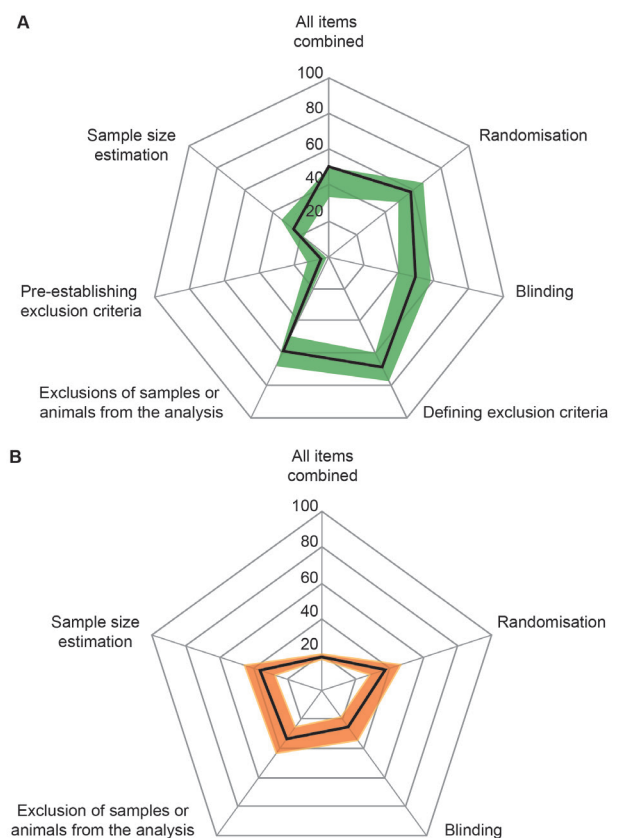 A
All items
combined
100
80
60
40
20
Sample size
estimation
Randomisation
Pre-establishing
exclusion criteria
Blinding
Exclusions of samples or
animals from the analysis
Defining exclusion criteria
B
All items
combined
100
80
60
40
20
Sample size
estimation
Randomisation
Exclusion of samples or
animals from the analysis
Blinding